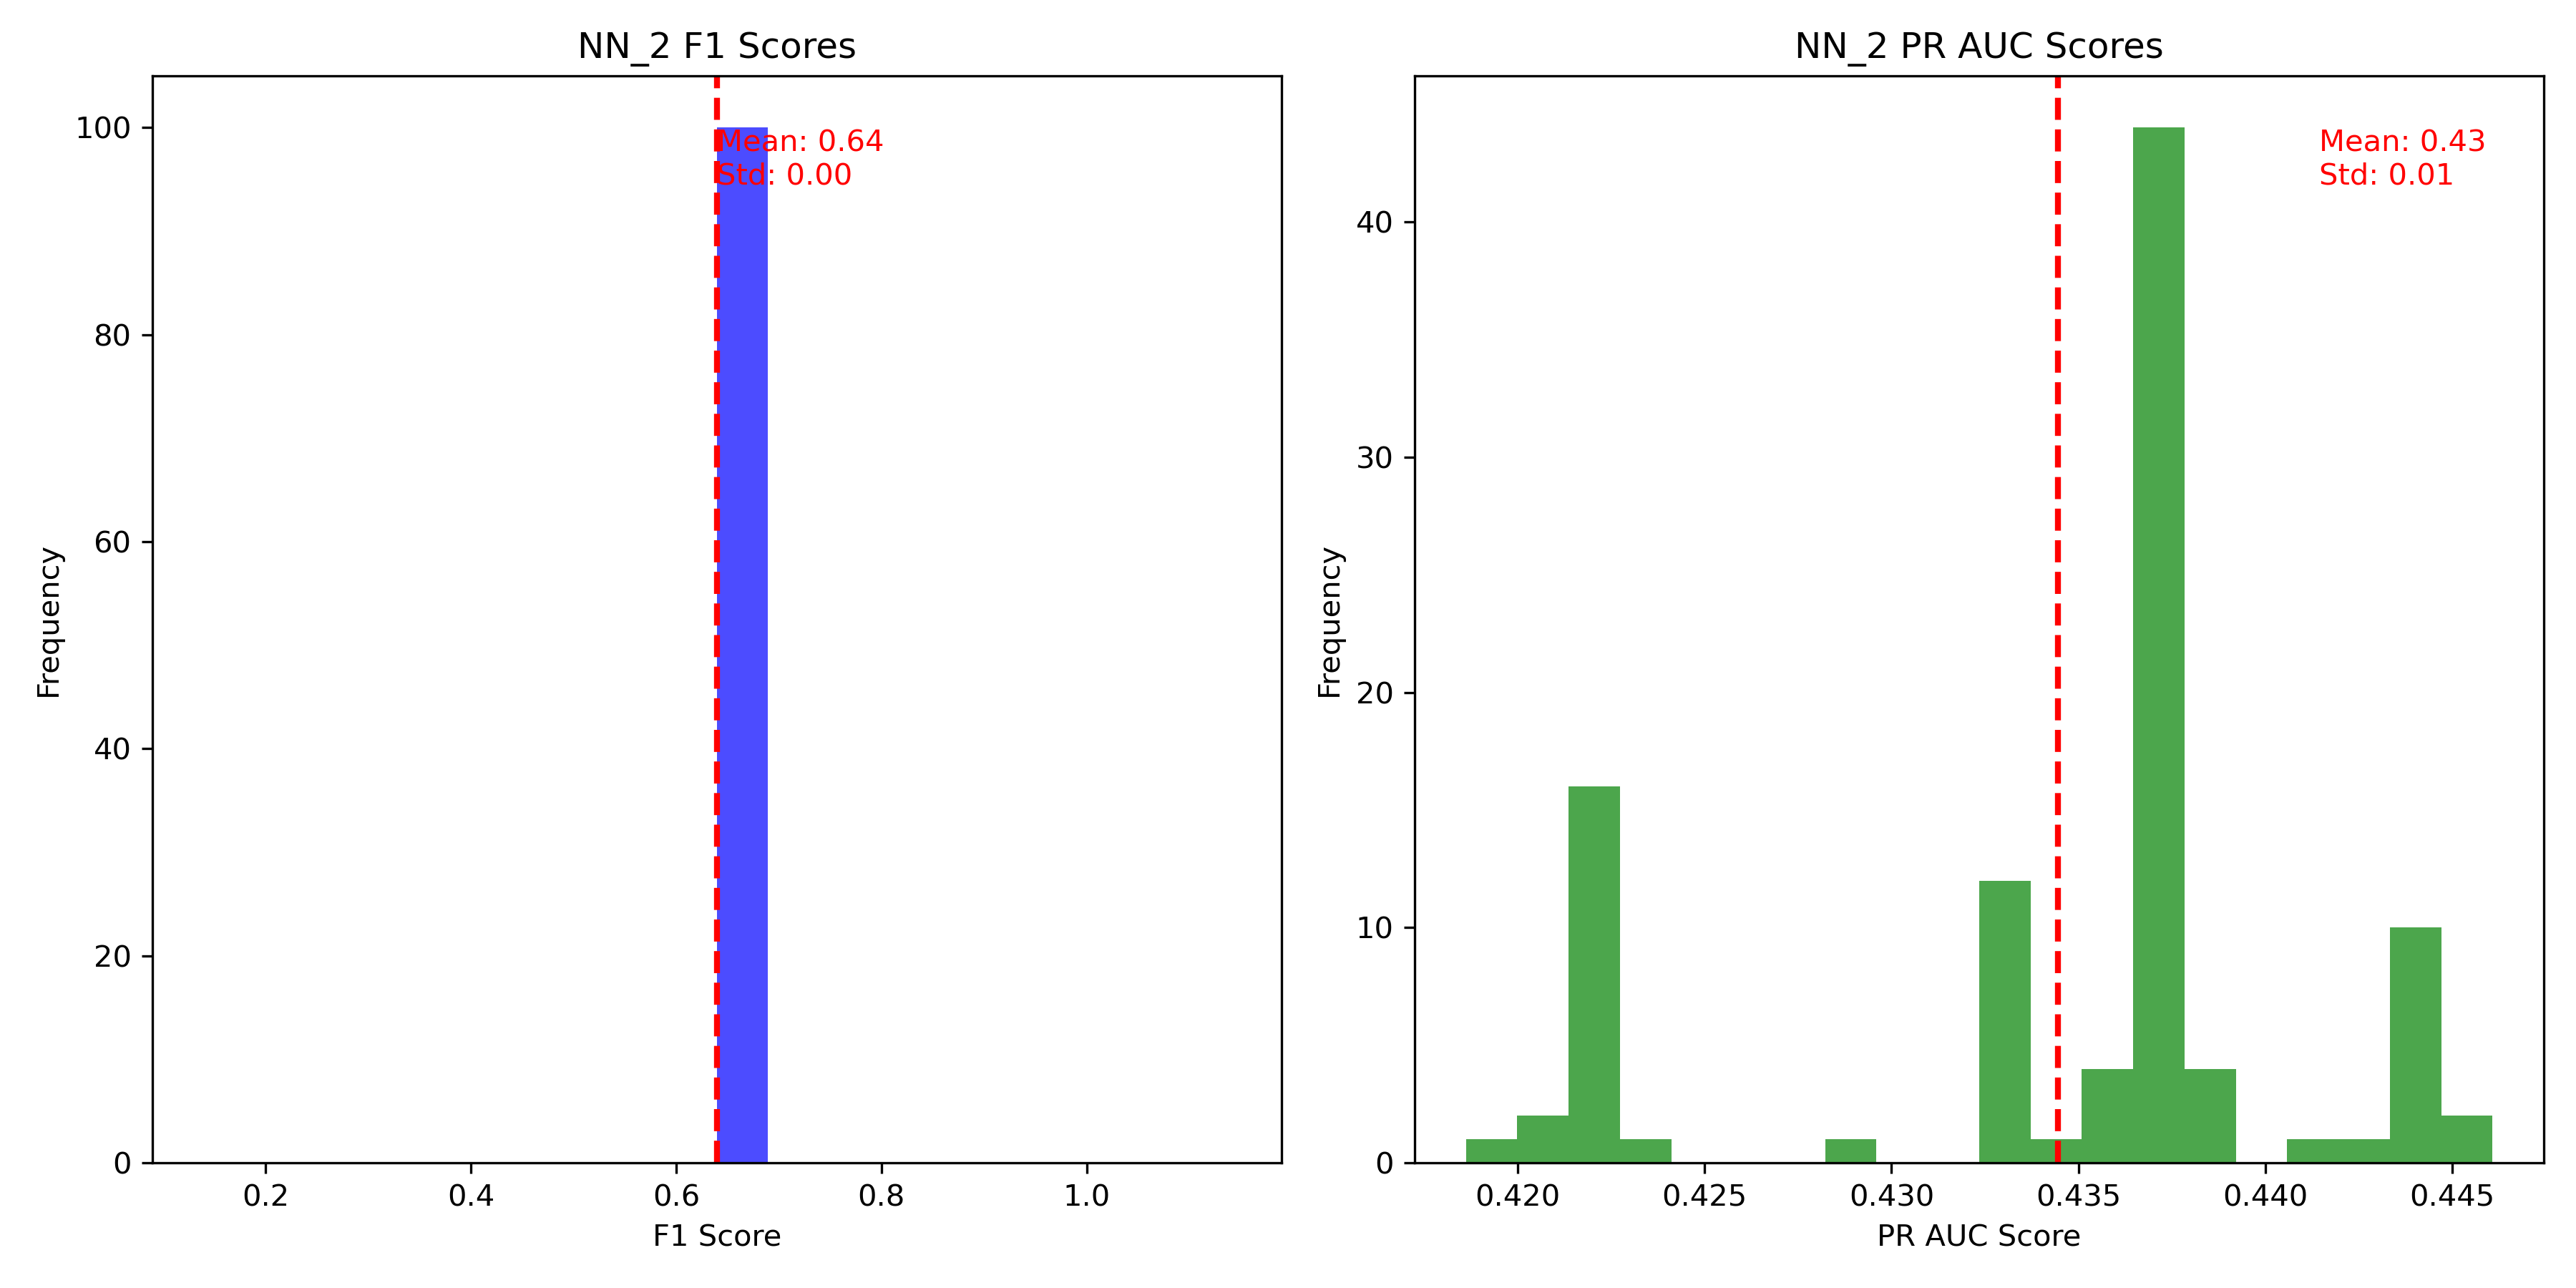 NN_2 F1 Scores
Frequency
100
80
60
40
20
0
Mean: 0.64
Std: 0.00
0.2 0.4 0.6 0.8 1.0
F1 Score
NN_2 PR AUC Scores
Frequency
40
30
20
10
0
Mean: 0.43
Std: 0.01
0.420 0.425 0.430 0.435 0.440 0.445
PR AUC Score